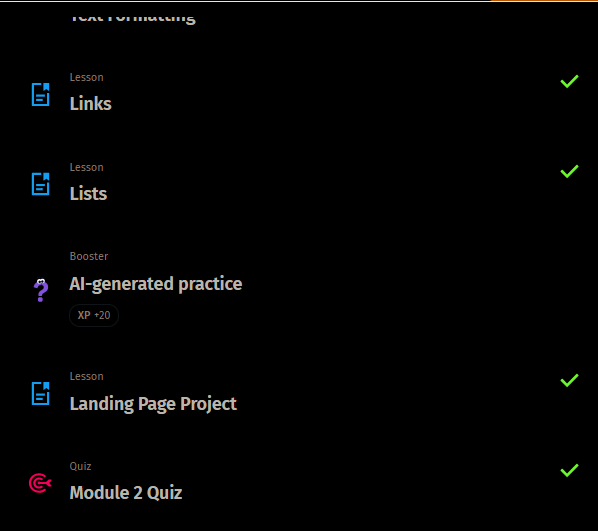 Text Formatting
Lesson
Links
Lesson
Lists
Booster
AI-generated practice
XP +20
Lesson
Landing Page Project
Quiz
Module 2 Quiz